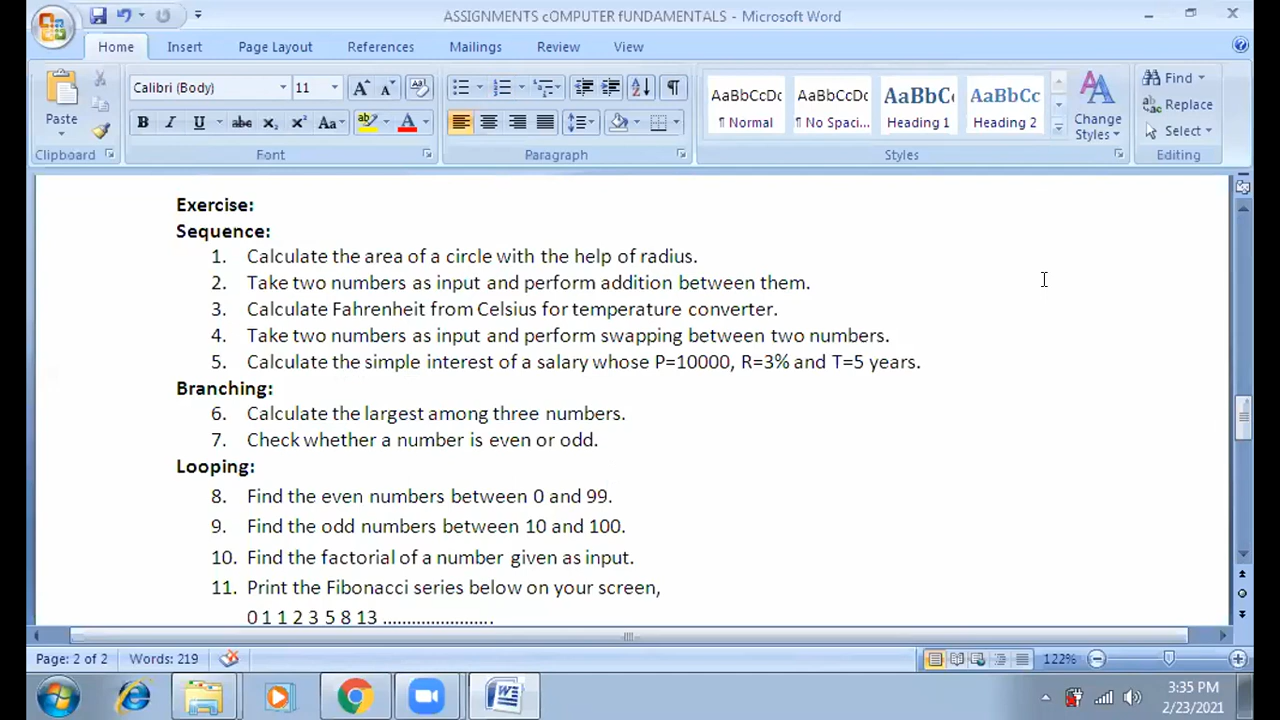 ASSIGNMENTS cOMPUTER fUNDAMENTALS - Microsoft Word
Home Insert Page Layout References Mailings Review View
Paste
Clipboard
Calibri (Body) 11
B I U abc X₂ X² Aa
Font
Paragraph
AaBbCcDc AaBbCcDc AaBbC AaBbCc
¶ Normal ¶ No Spaci... Heading 1 Heading 2
Change
Styles
Styles
Find
Replace
Select
Editing
Exercise:
Sequence:
1. Calculate the area of a circle with the help of radius.
2. Take two numbers as input and perform addition between them.
3. Calculate Fahrenheit from Celsius for temperature converter.
4. Take two numbers as input and perform swapping between two numbers.
5. Calculate the simple interest of a salary whose P=10000, R=3% and T=5 years.
Branching:
6. Calculate the largest among three numbers.
7. Check whether a number is even or odd.
Looping:
8. Find the even numbers between 0 and 99.
9. Find the odd numbers between 10 and 100.
10. Find the factorial of a number given as input.
11. Print the Fibonacci series below on your screen,
0 1 1 2 3 5 8 13 .......................
Page: 2 of 2 Words: 219 122%
3:35 PM
2/23/2021